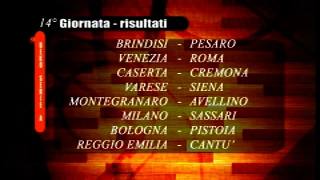 14° Giornata - risultati
BRINDISI - PESARO
VENEZIA - ROMA
CASERTA - CREMONA
VARESE - SIENA
MONTEGRANARO - AVELLINO
MILANO - SASSARI
BOLOGNA - PISTOIA
REGGIO EMILIA - CANTU'